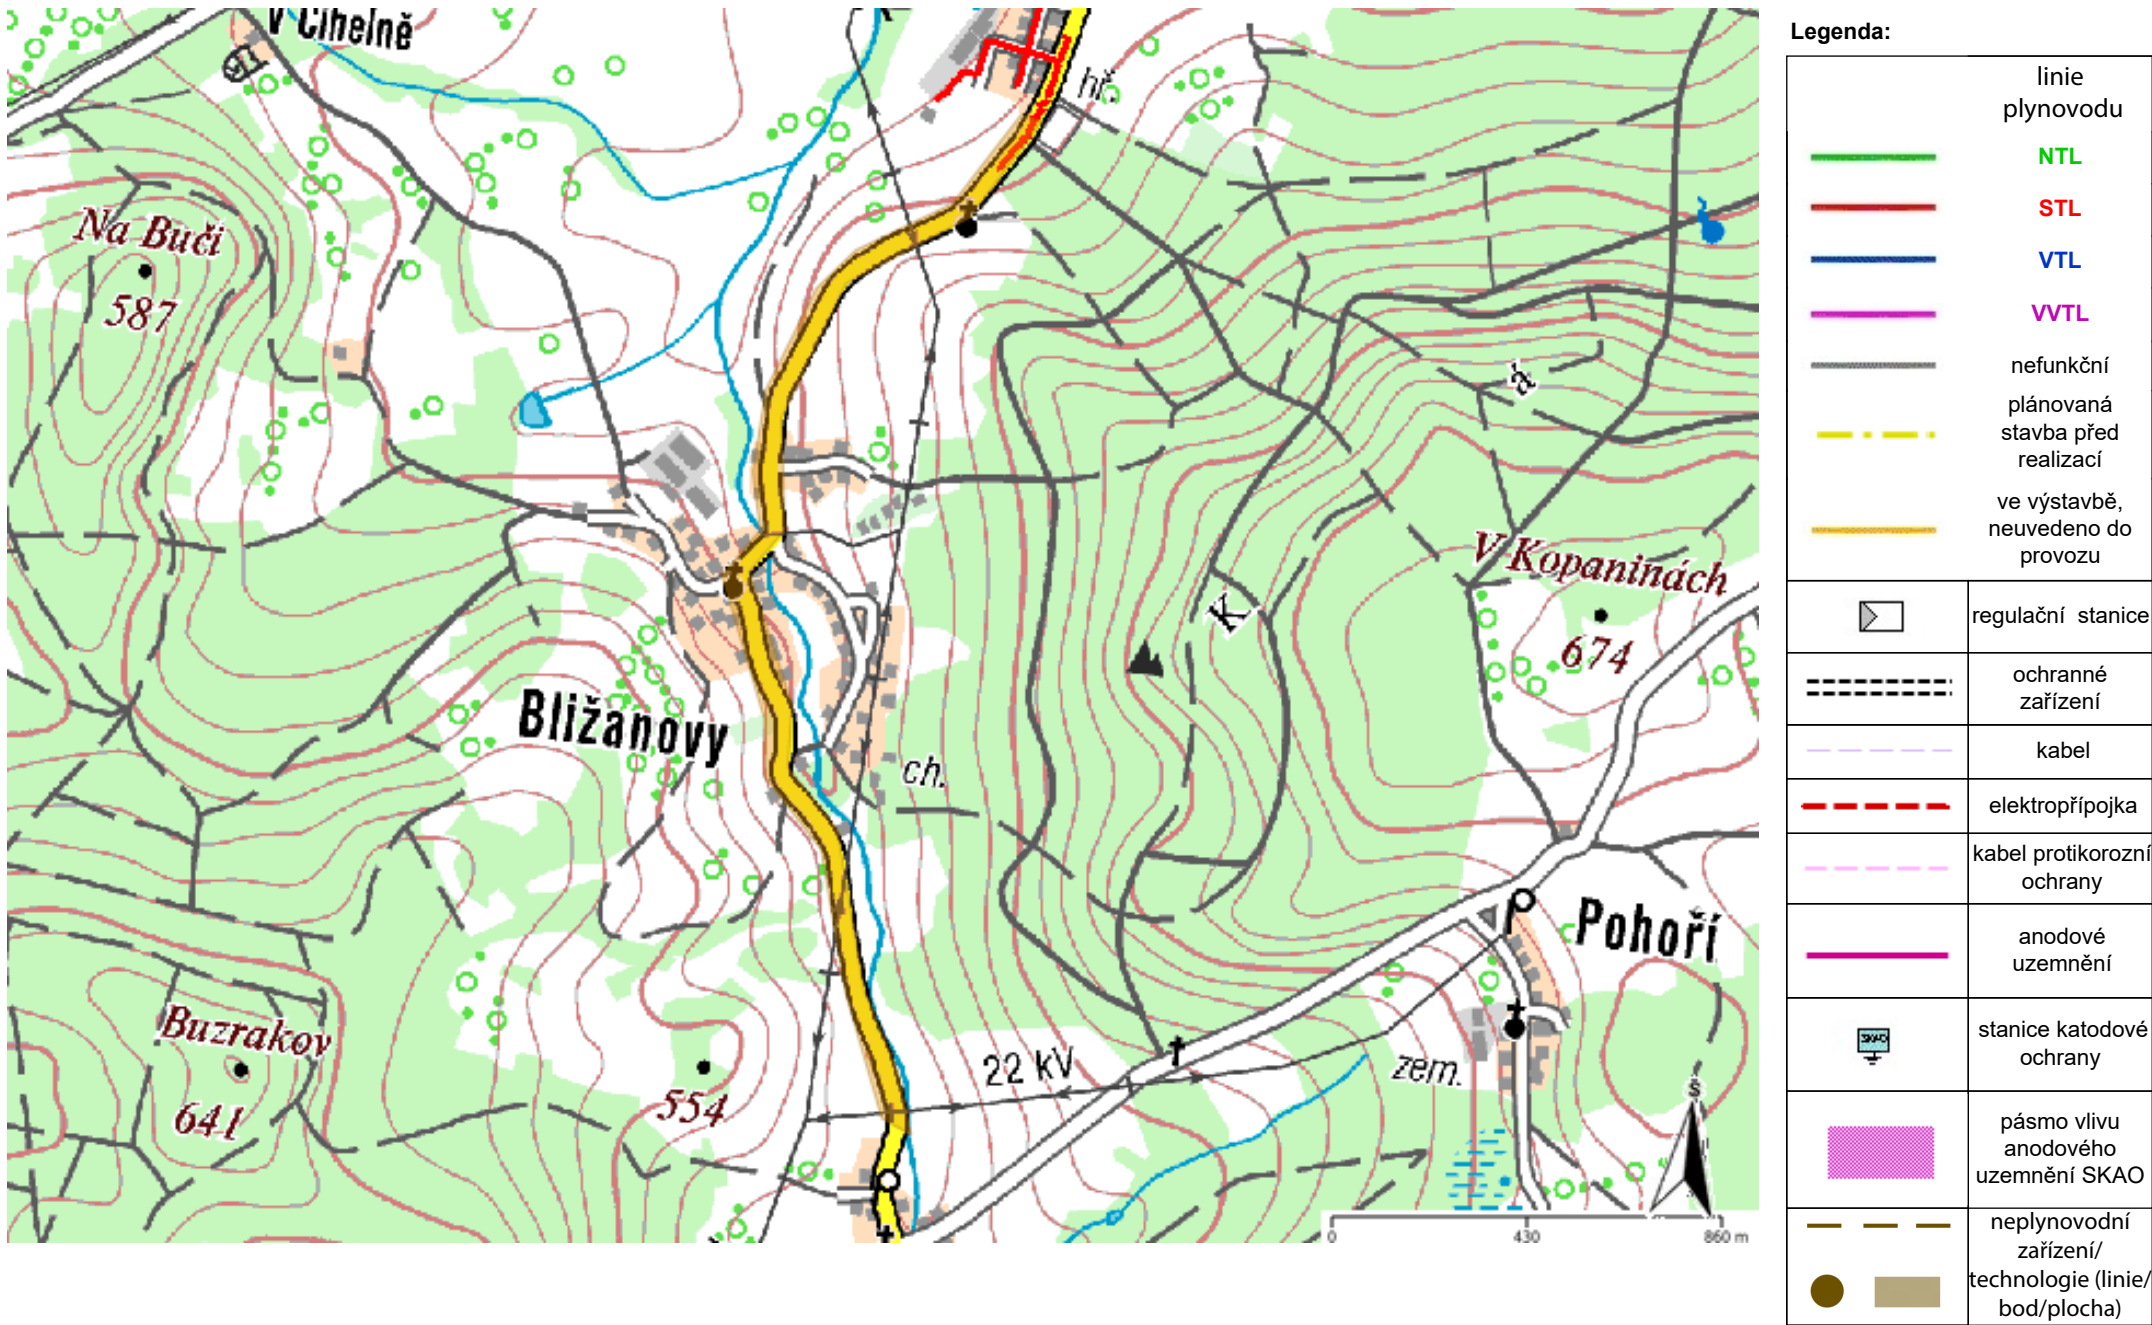 V Cihelně
hř.
Na Buči
587
á
V Kopaninách
674
K
Bližanovy
ch.
Pohoří
Buzrakov
641
554
22 kV
zem.
Š
0 430 860 m
Legenda:
linie
plynovodu
NTL
STL
VTL
VVTL
nefunkční
plánovaná
stavba před
realizací
ve výstavbě,
neuvedeno do
provozu
regulační stanice
ochranné
zařízení
kabel
elektropřípojka
kabel protikorozní
ochrany
anodové
uzemnění
SKAO
stanice katodové
ochrany
pásmo vlivu
anodového
uzemnění SKAO
neplynovodní
zařízení/
technologie (linie/
bod/plocha)